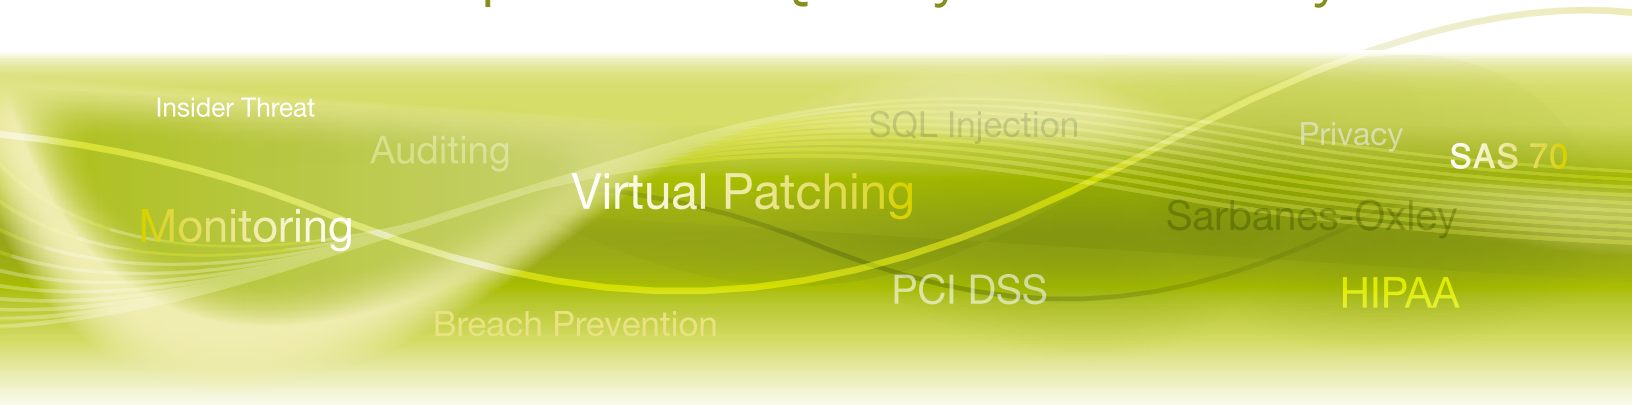 Insider Threat
Auditing
SQL Injection
Privacy
SAS 70
Virtual Patching
Monitoring
Sarbanes-Oxley
PCI DSS
HIPAA
Breach Prevention